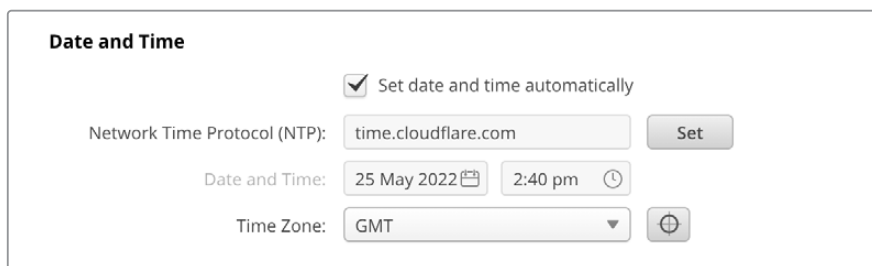 Date and Time
Set date and time automatically
Network Time Protocol (NTP): time.cloudflare.com Set
Date and Time: 25 May 2022 2:40 pm
Time Zone: GMT